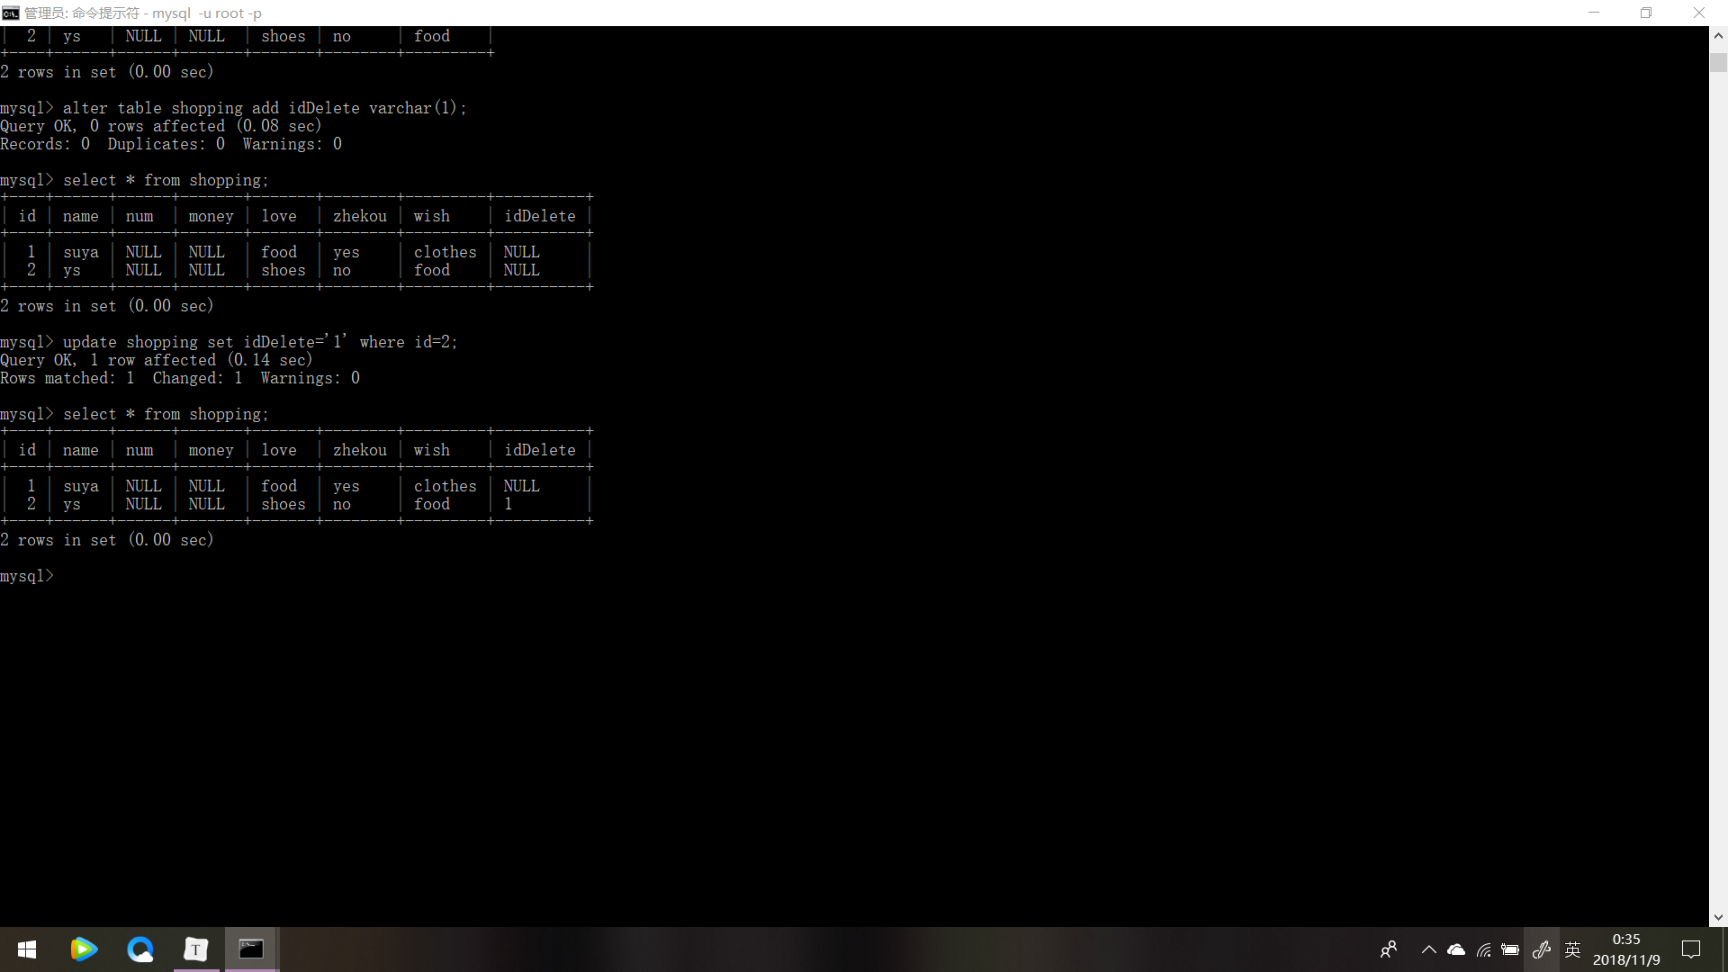 管理员: 命令提示符 - mysql  -u root -p
|  2 | ys   | NULL | NULL  | shoes | no     | food    |
+----+------+------+-------+-------+--------+---------+
2 rows in set (0.00 sec)
mysql> alter table shopping add idDelete varchar(1);
Query OK, 0 rows affected (0.08 sec)
Records: 0  Duplicates: 0  Warnings: 0
mysql> select * from shopping;
+----+------+------+-------+-------+--------+---------+----------+
| id | name | num  | money | love  | zhekou | wish    | idDelete |
+----+------+------+-------+-------+--------+---------+----------+
|  1 | suya | NULL | NULL  | food  | yes    | clothes | NULL     |
|  2 | ys   | NULL | NULL  | shoes | no     | food    | NULL     |
+----+------+------+-------+-------+--------+---------+----------+
2 rows in set (0.00 sec)
mysql> update shopping set idDelete='1' where id=2;
Query OK, 1 row affected (0.14 sec)
Rows matched: 1  Changed: 1  Warnings: 0
mysql> select * from shopping;
+----+------+------+-------+-------+--------+---------+----------+
| id | name | num  | money | love  | zhekou | wish    | idDelete |
+----+------+------+-------+-------+--------+---------+----------+
|  1 | suya | NULL | NULL  | food  | yes    | clothes | NULL     |
|  2 | ys   | NULL | NULL  | shoes | no     | food    | 1        |
+----+------+------+-------+-------+--------+---------+----------+
2 rows in set (0.00 sec)
mysql>
T
英
0:35
2018/11/9